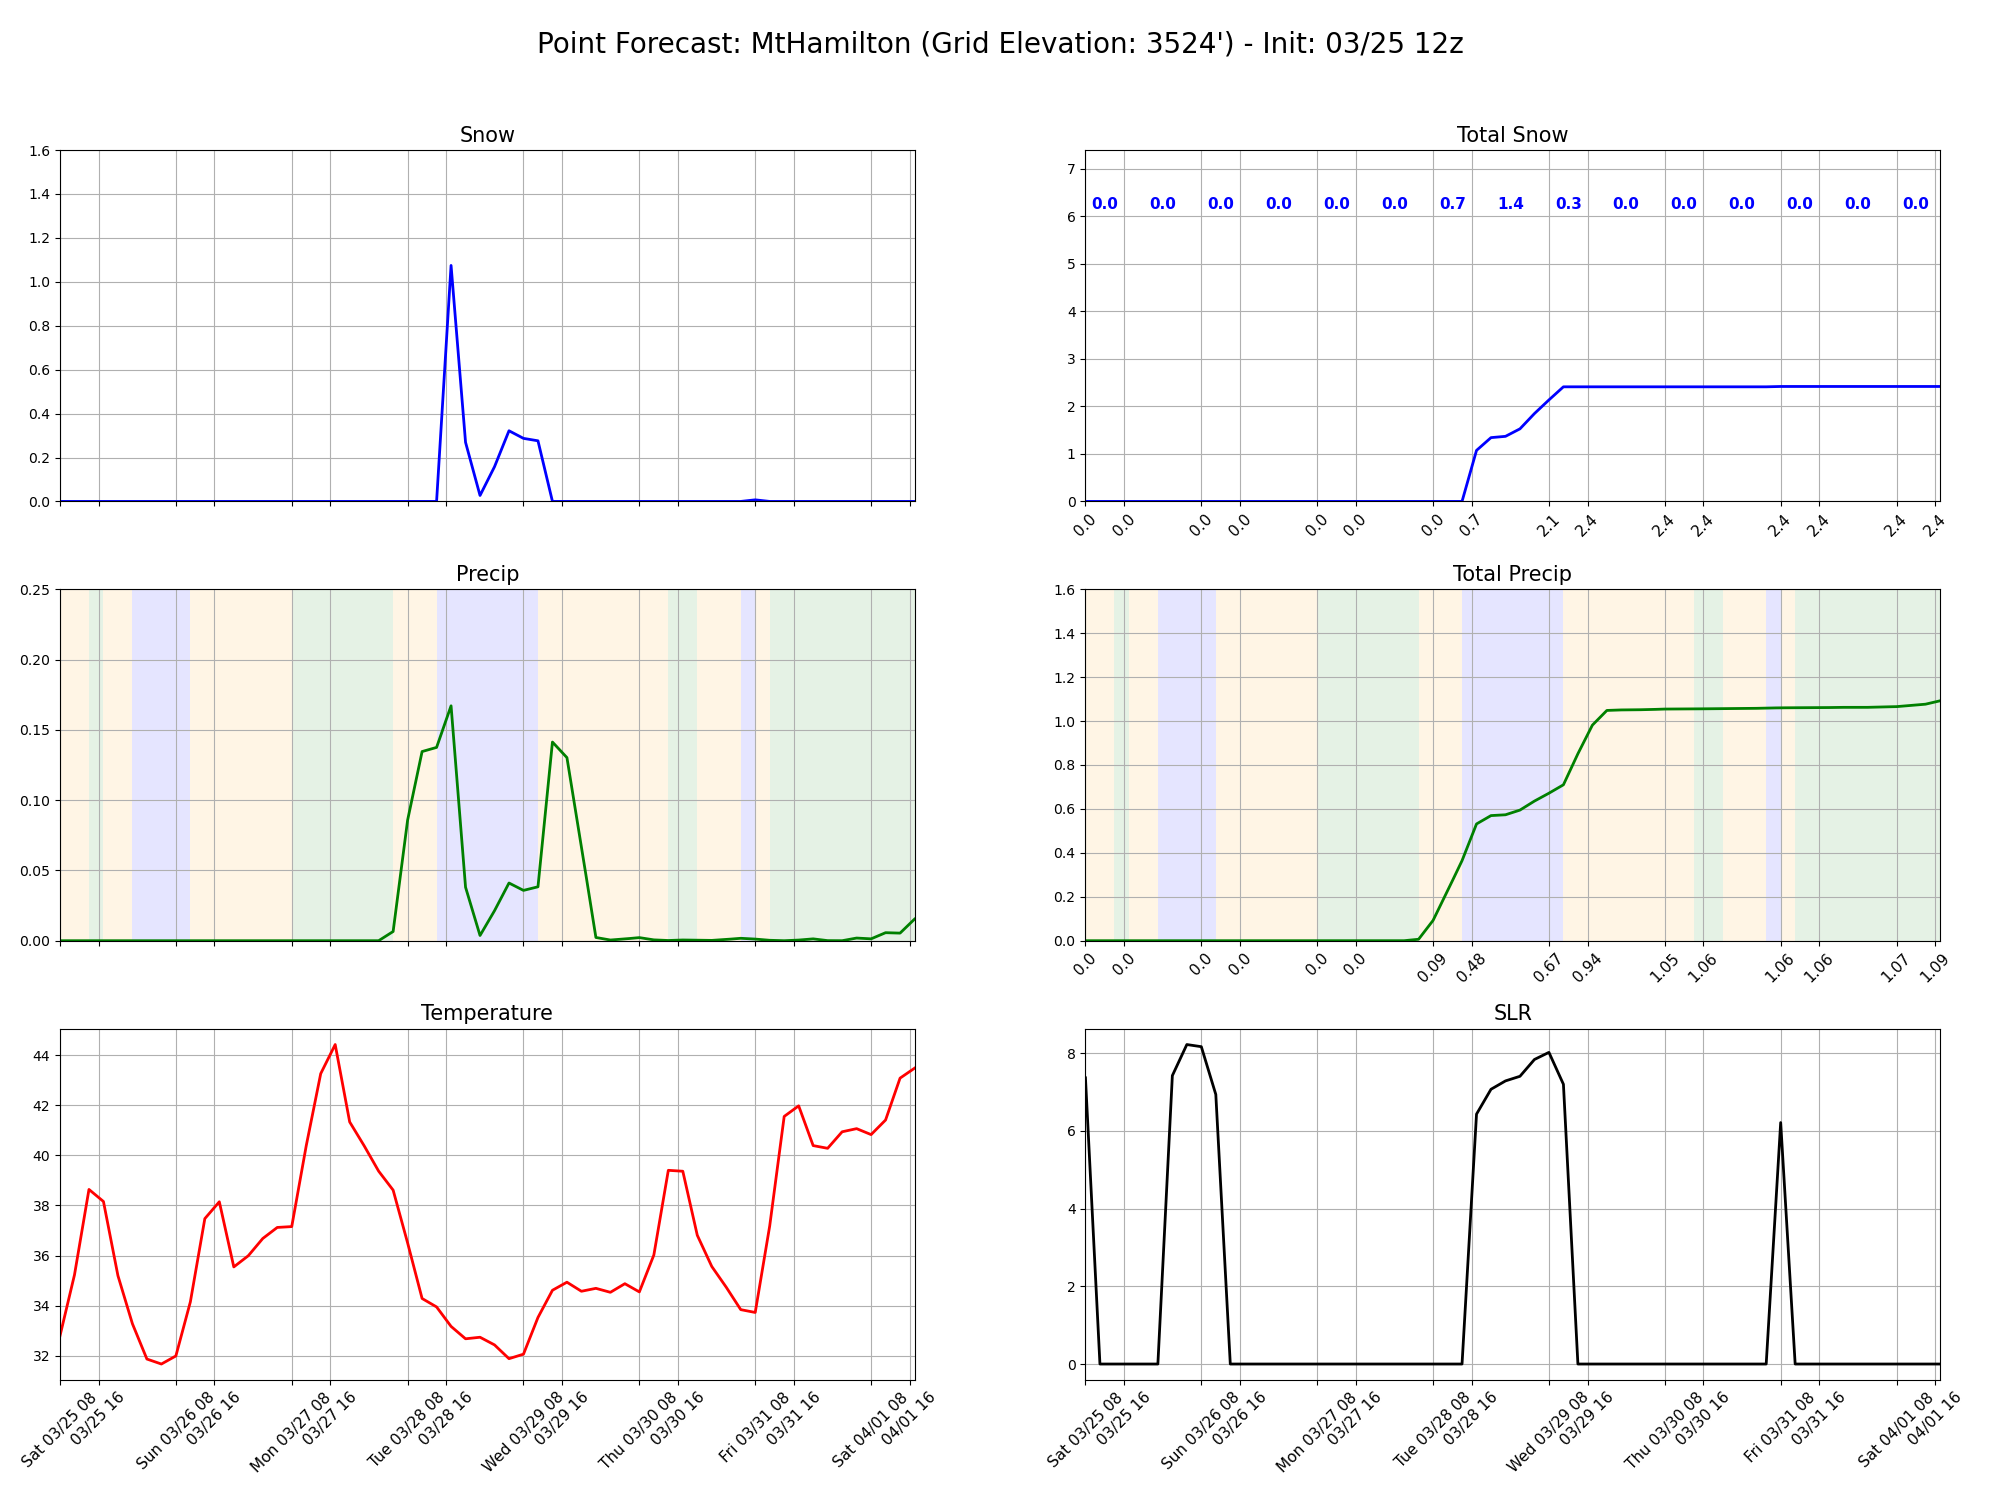 Point Forecast: MtHamilton (Grid Elevation: 3524') - Init: 03/25 12z
Snow
1.6
1.4
1.2
1.0
0.8
0.6
0.4
0.2
0.0
Total Snow
7
6
5
4
3
2
1
0
0.0 0.0 0.0 0.0 0.0 0.0 0.7 1.4 0.3 0.0 0.0 0.0 0.0 0.0 0.0
0.0 0.0 0.0 0.0 0.0 0.0 0.0 0.7 2.1 2.4 2.4 2.4 2.4 2.4 2.4 2.4
Precip
0.25
0.20
0.15
0.10
0.05
0.00
Total Precip
1.6
1.4
1.2
1.0
0.8
0.6
0.4
0.2
0.0
0.0 0.0 0.0 0.0 0.0 0.0 0.09 0.48 0.67 0.94 1.05 1.06 1.06 1.06 1.07 1.09
Temperature
44
42
40
38
36
34
32
Sat 03/25 08
03/25 16
Sun 03/26 08
03/26 16
Mon 03/27 08
03/27 16
Tue 03/28 08
03/28 16
Wed 03/29 08
03/29 16
Thu 03/30 08
03/30 16
Fri 03/31 08
03/31 16
Sat 04/01 08
04/01 16
SLR
8
6
4
2
0
Sat 03/25 08
03/25 16
Sun 03/26 08
03/26 16
Mon 03/27 08
03/27 16
Tue 03/28 08
03/28 16
Wed 03/29 08
03/29 16
Thu 03/30 08
03/30 16
Fri 03/31 08
03/31 16
Sat 04/01 08
04/01 16